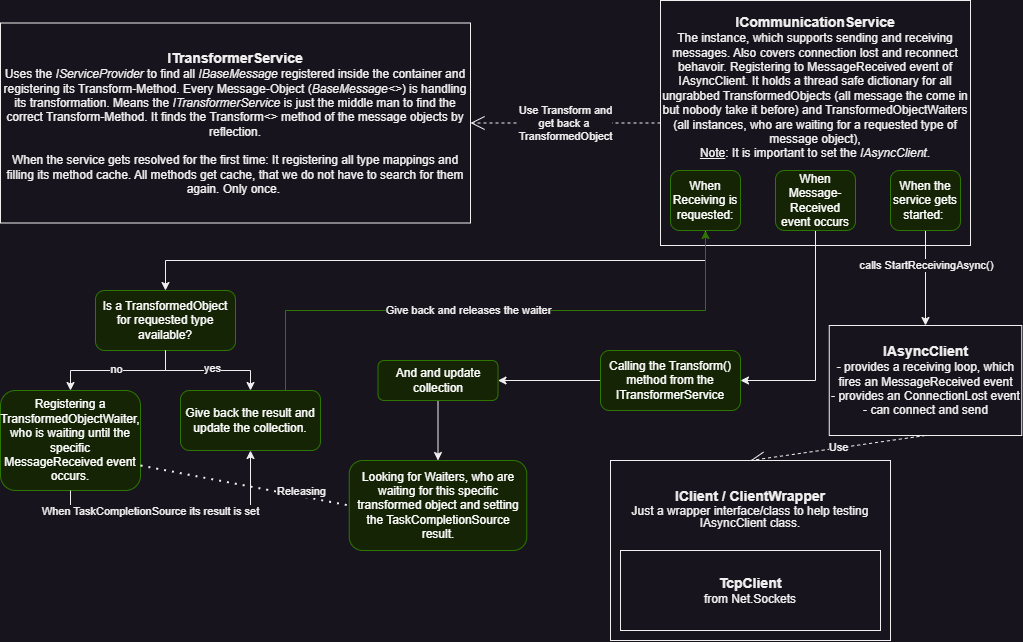 ITransformerService
Uses the IServiceProvider to find all IBaseMessage registered inside the container and
registering its Transform-Method. Every Message-Object (BaseMessage<>) is handling
its transformation. Means the ITransformerService is just the middle man to find the
correct Transform-Method. It finds the Transform<> method of the message objects by
reflection.
When the service gets resolved for the first time: It registering all type mappings and
filling its method cache. All methods get cache, that we do not have to search for them
again. Only once.
Use Transform and
get back a
TransformedObject
ICommunicationService
The instance, which supports sending and receiving
messages. Also covers connection lost and reconnect
behavoir. Registering to MessageReceived event of
IAsyncClient. It holds a thread safe dictionary for all
ungrabbed TransformedObjects (all message the come in
but nobody take it before) and TransformedObjectWaiters
(all instances, who are waiting for a requested type of
message object),
Note: It is important to set the IAsyncClient.
When
Receiving is
requested:
When
Message-
Received
event occurs
When the
service gets
started:
calls StartReceivingAsync()
Is a TransformedObject
for requested type
available?
Give back and releases the waiter
no
yes
Registering a
TransformedObjectWaiter,
who is waiting until the
specific
MessageReceived event
occurs.
Give back the result and
update the collection.
And and update
collection
Calling the Transform()
method from the
ITransformerService
IAsyncClient
- provides a receiving loop, which
fires an MessageReceived event
- provides an ConnectionLost event
- can connect and send
Use
Looking for Waiters, who are
waiting for this specific
transformed object and setting
the TaskCompletionSource
result.
Releasing
When TaskCompletionSource its result is set
IClient / ClientWrapper
Just a wrapper interface/class to help testing
IAsyncClient class.
TcpClient
from Net.Sockets